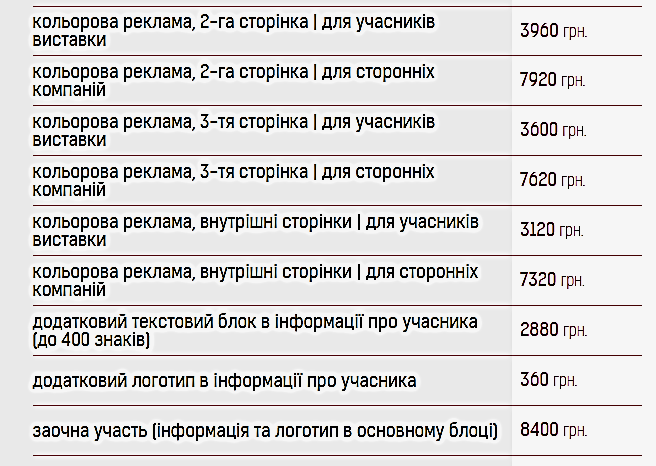 кольорова реклама, 2-га сторінка | для учасників
виставки
3960 грн.
кольорова реклама, 2-га сторінка | для сторонніх
компаній
7920 грн.
кольорова реклама, 3-тя сторінка | для учасників
виставки
3600 грн.
кольорова реклама, 3-тя сторінка | для сторонніх
компаній
7620 грн.
кольорова реклама, внутрішні сторінки | для учасників
виставки
3120 грн.
кольорова реклама, внутрішні сторінки | для сторонніх
компаній
7320 грн.
додатковий текстовий блок в інформації про учасника
(до 400 знаків)
2880 грн.
додатковий логотип в інформації про учасника
360 грн.
заочна участь (інформація та логотип в основному блоці)
8400 грн.